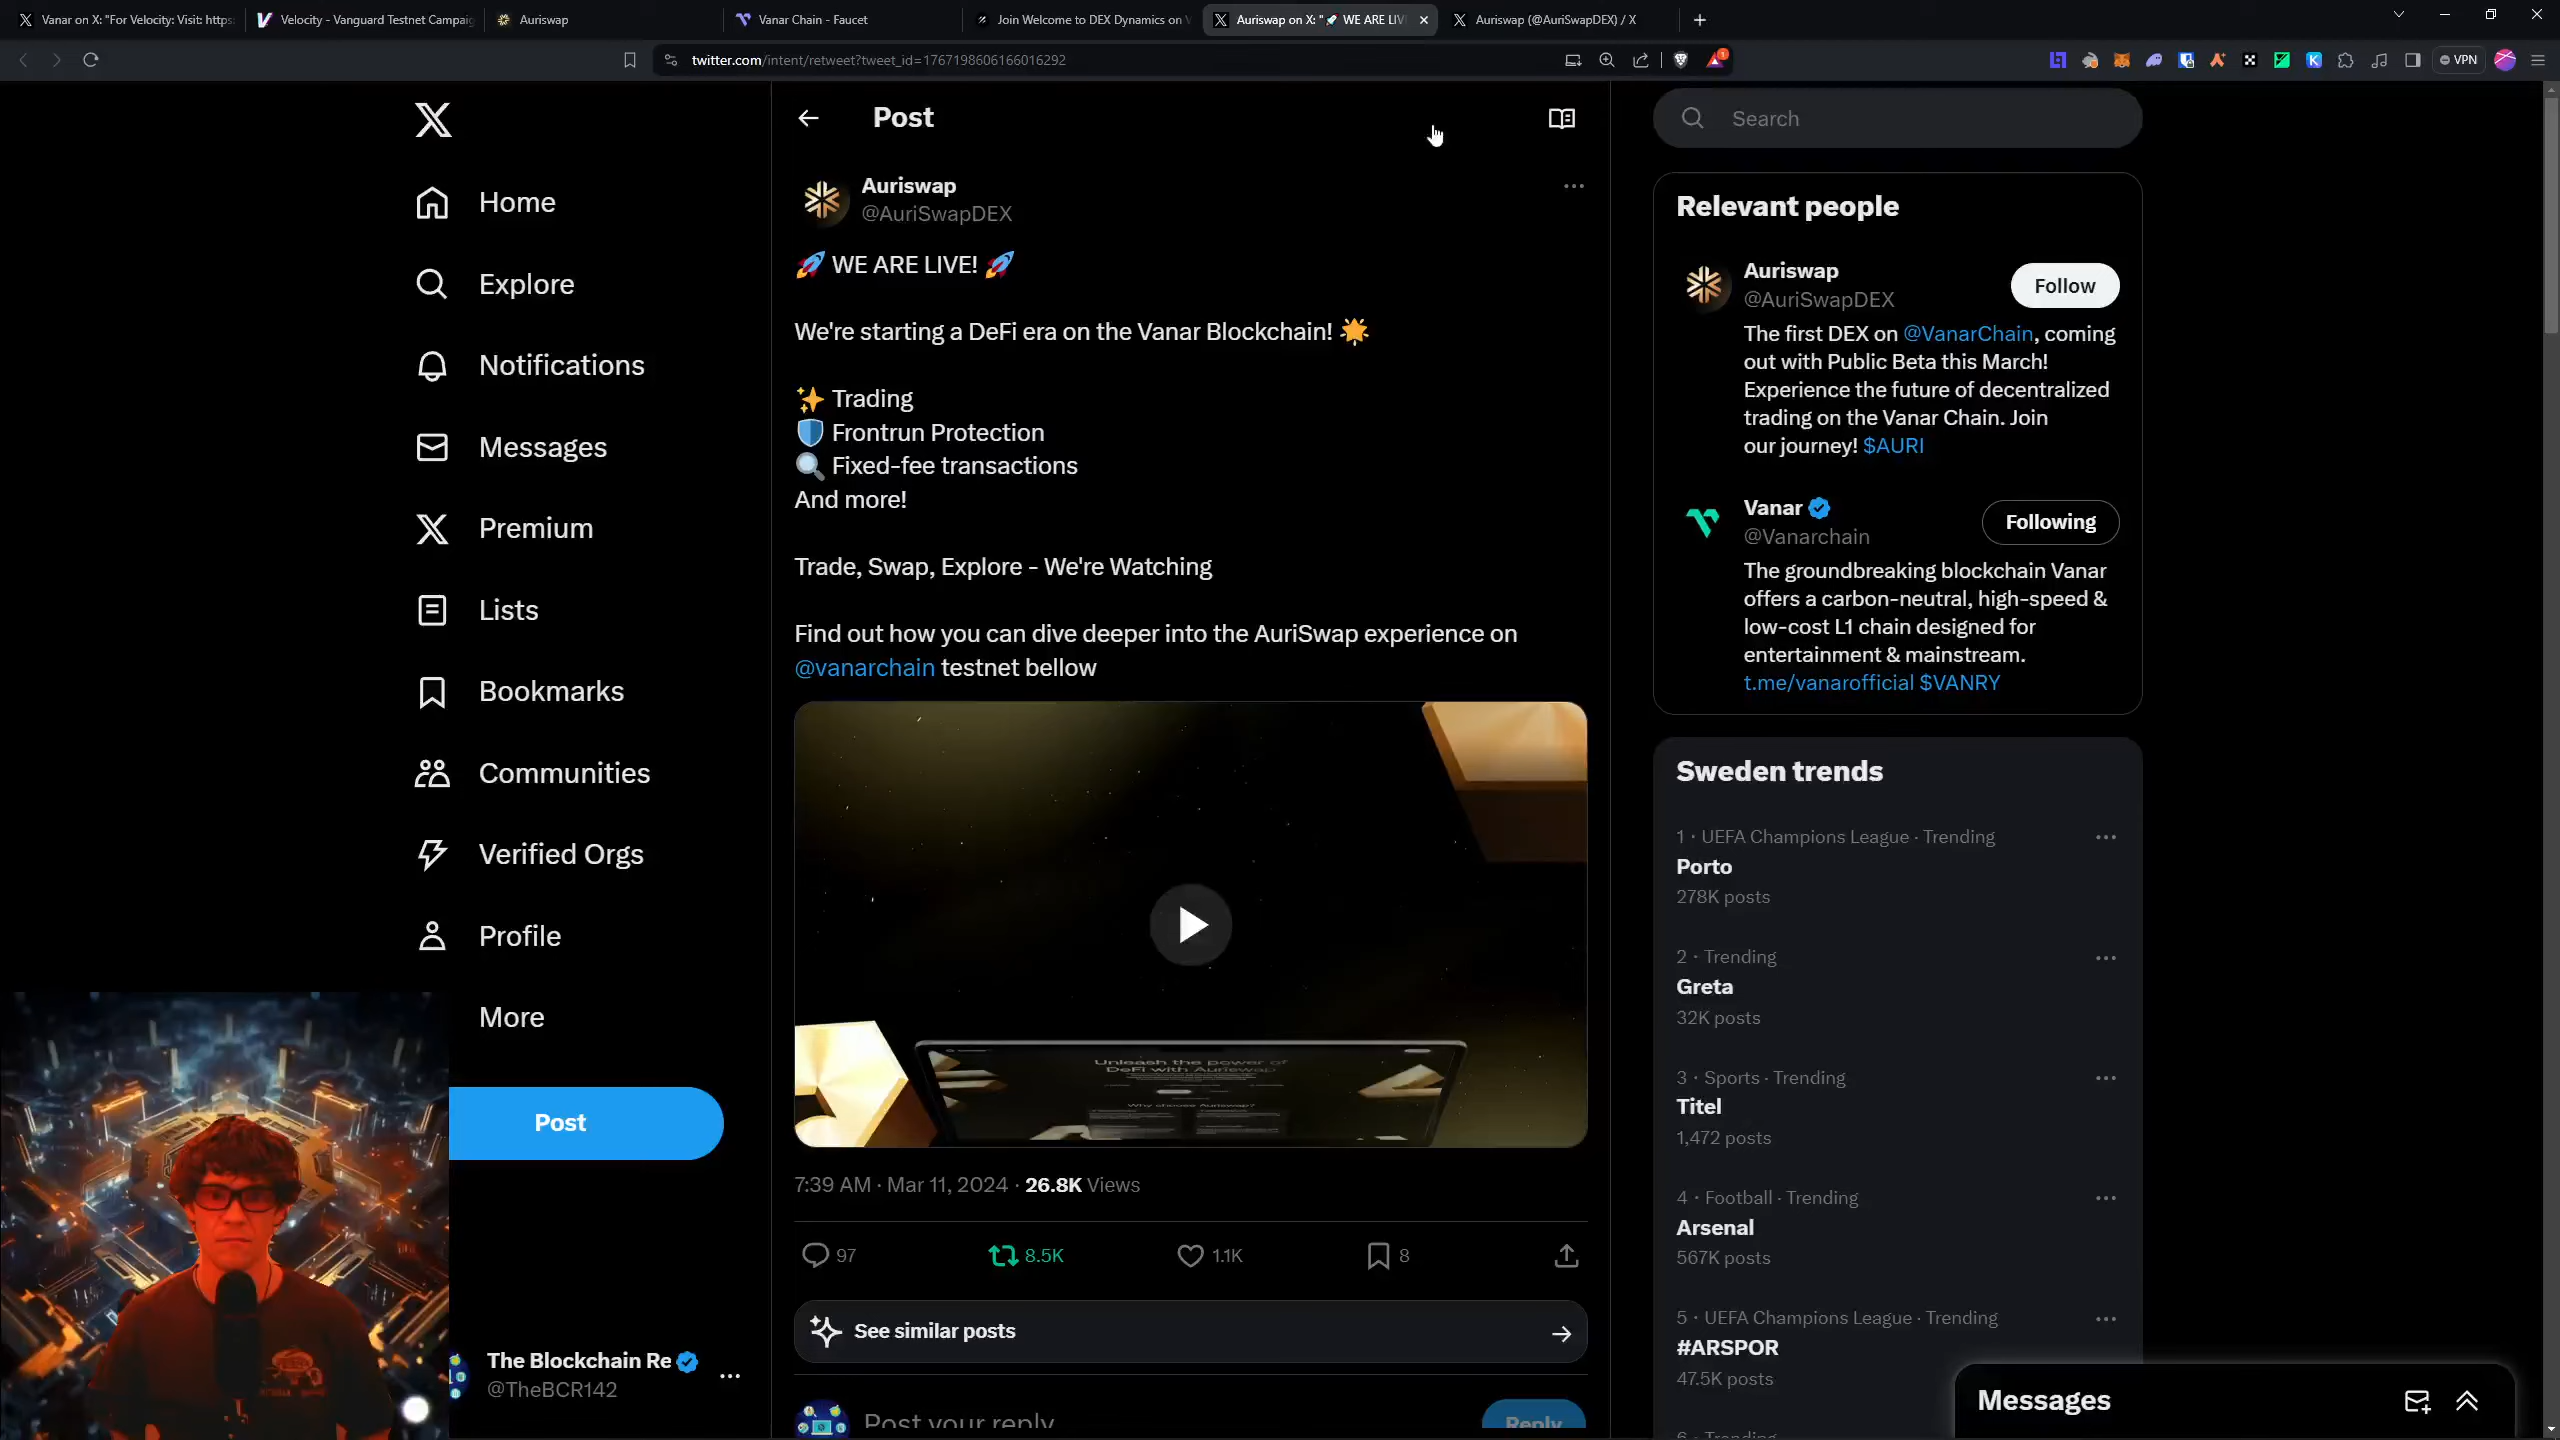 Vanar on X: "For Velocity: Visit: https:
Velocity - Vanguard Testnet Campaig
Auriswap
Vanar Chain - Faucet
Join Welcome to DEX Dynamics on V
Auriswap on X: "🚀 WE ARE LIV
Auriswap (@AuriSwapDEX) / X
twitter.com/intent/retweet?tweet_id=1767198606166016292
1
VPN
Home
Explore
Notifications
Messages
Premium
Lists
Bookmarks
Communities
Verified Orgs
Profile
More
Post
The Blockchain Re
@TheBCR142
Post
Auriswap
@AuriSwapDEX
🚀 WE ARE LIVE! 🚀
We're starting a DeFi era on the Vanar Blockchain! 🌟
✨ Trading
🛡️ Frontrun Protection
🔍 Fixed-fee transactions
And more!
Trade, Swap, Explore - We're Watching
Find out how you can dive deeper into the AuriSwap experience on
@vanarchain testnet bellow
Unleash the power of
DeFi with Auriswap
Why choose Auriswap?
7:39 AM · Mar 11, 2024 · 26.8K Views
97
8.5K
1.1K
8
See similar posts
Post your reply
Reply
Search
Relevant people
Auriswap
@AuriSwapDEX
Follow
The first DEX on @VanarChain, coming
out with Public Beta this March!
Experience the future of decentralized
trading on the Vanar Chain. Join
our journey! $AURI
Vanar
@Vanarchain
Following
The groundbreaking blockchain Vanar
offers a carbon-neutral, high-speed &
low-cost L1 chain designed for
entertainment & mainstream.
t.me/vanarofficial $VANRY
Sweden trends
1 · UEFA Champions League · Trending
Porto
278K posts
2 · Trending
Greta
32K posts
3 · Sports · Trending
Titel
1,472 posts
4 · Football · Trending
Arsenal
567K posts
5 · UEFA Champions League · Trending
#ARSPOR
47.5K posts
6 · Trending
Messages